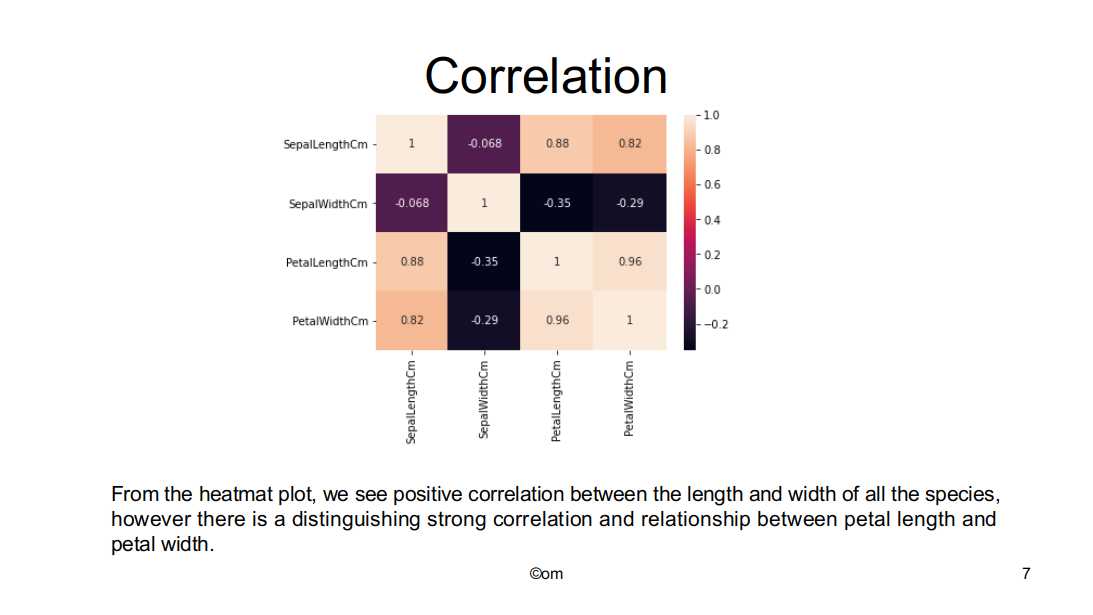 Correlation
1.0
SepalLengthCm 1 -0.068 0.88 0.82
0.8
0.6
SepalWidthCm -0.068 1 -0.35 -0.29
0.4
0.2
PetalLengthCm 0.88 -0.35 1 0.96
0.0
PetalWidthCm 0.82 -0.29 0.96 1
−0.2
SepalLengthCm SepalWidthCm PetalLengthCm PetalWidthCm
From the heatmat plot, we see positive correlation between the length and width of all the species,
however there is a distinguishing strong correlation and relationship between petal length and
petal width.
©om 7